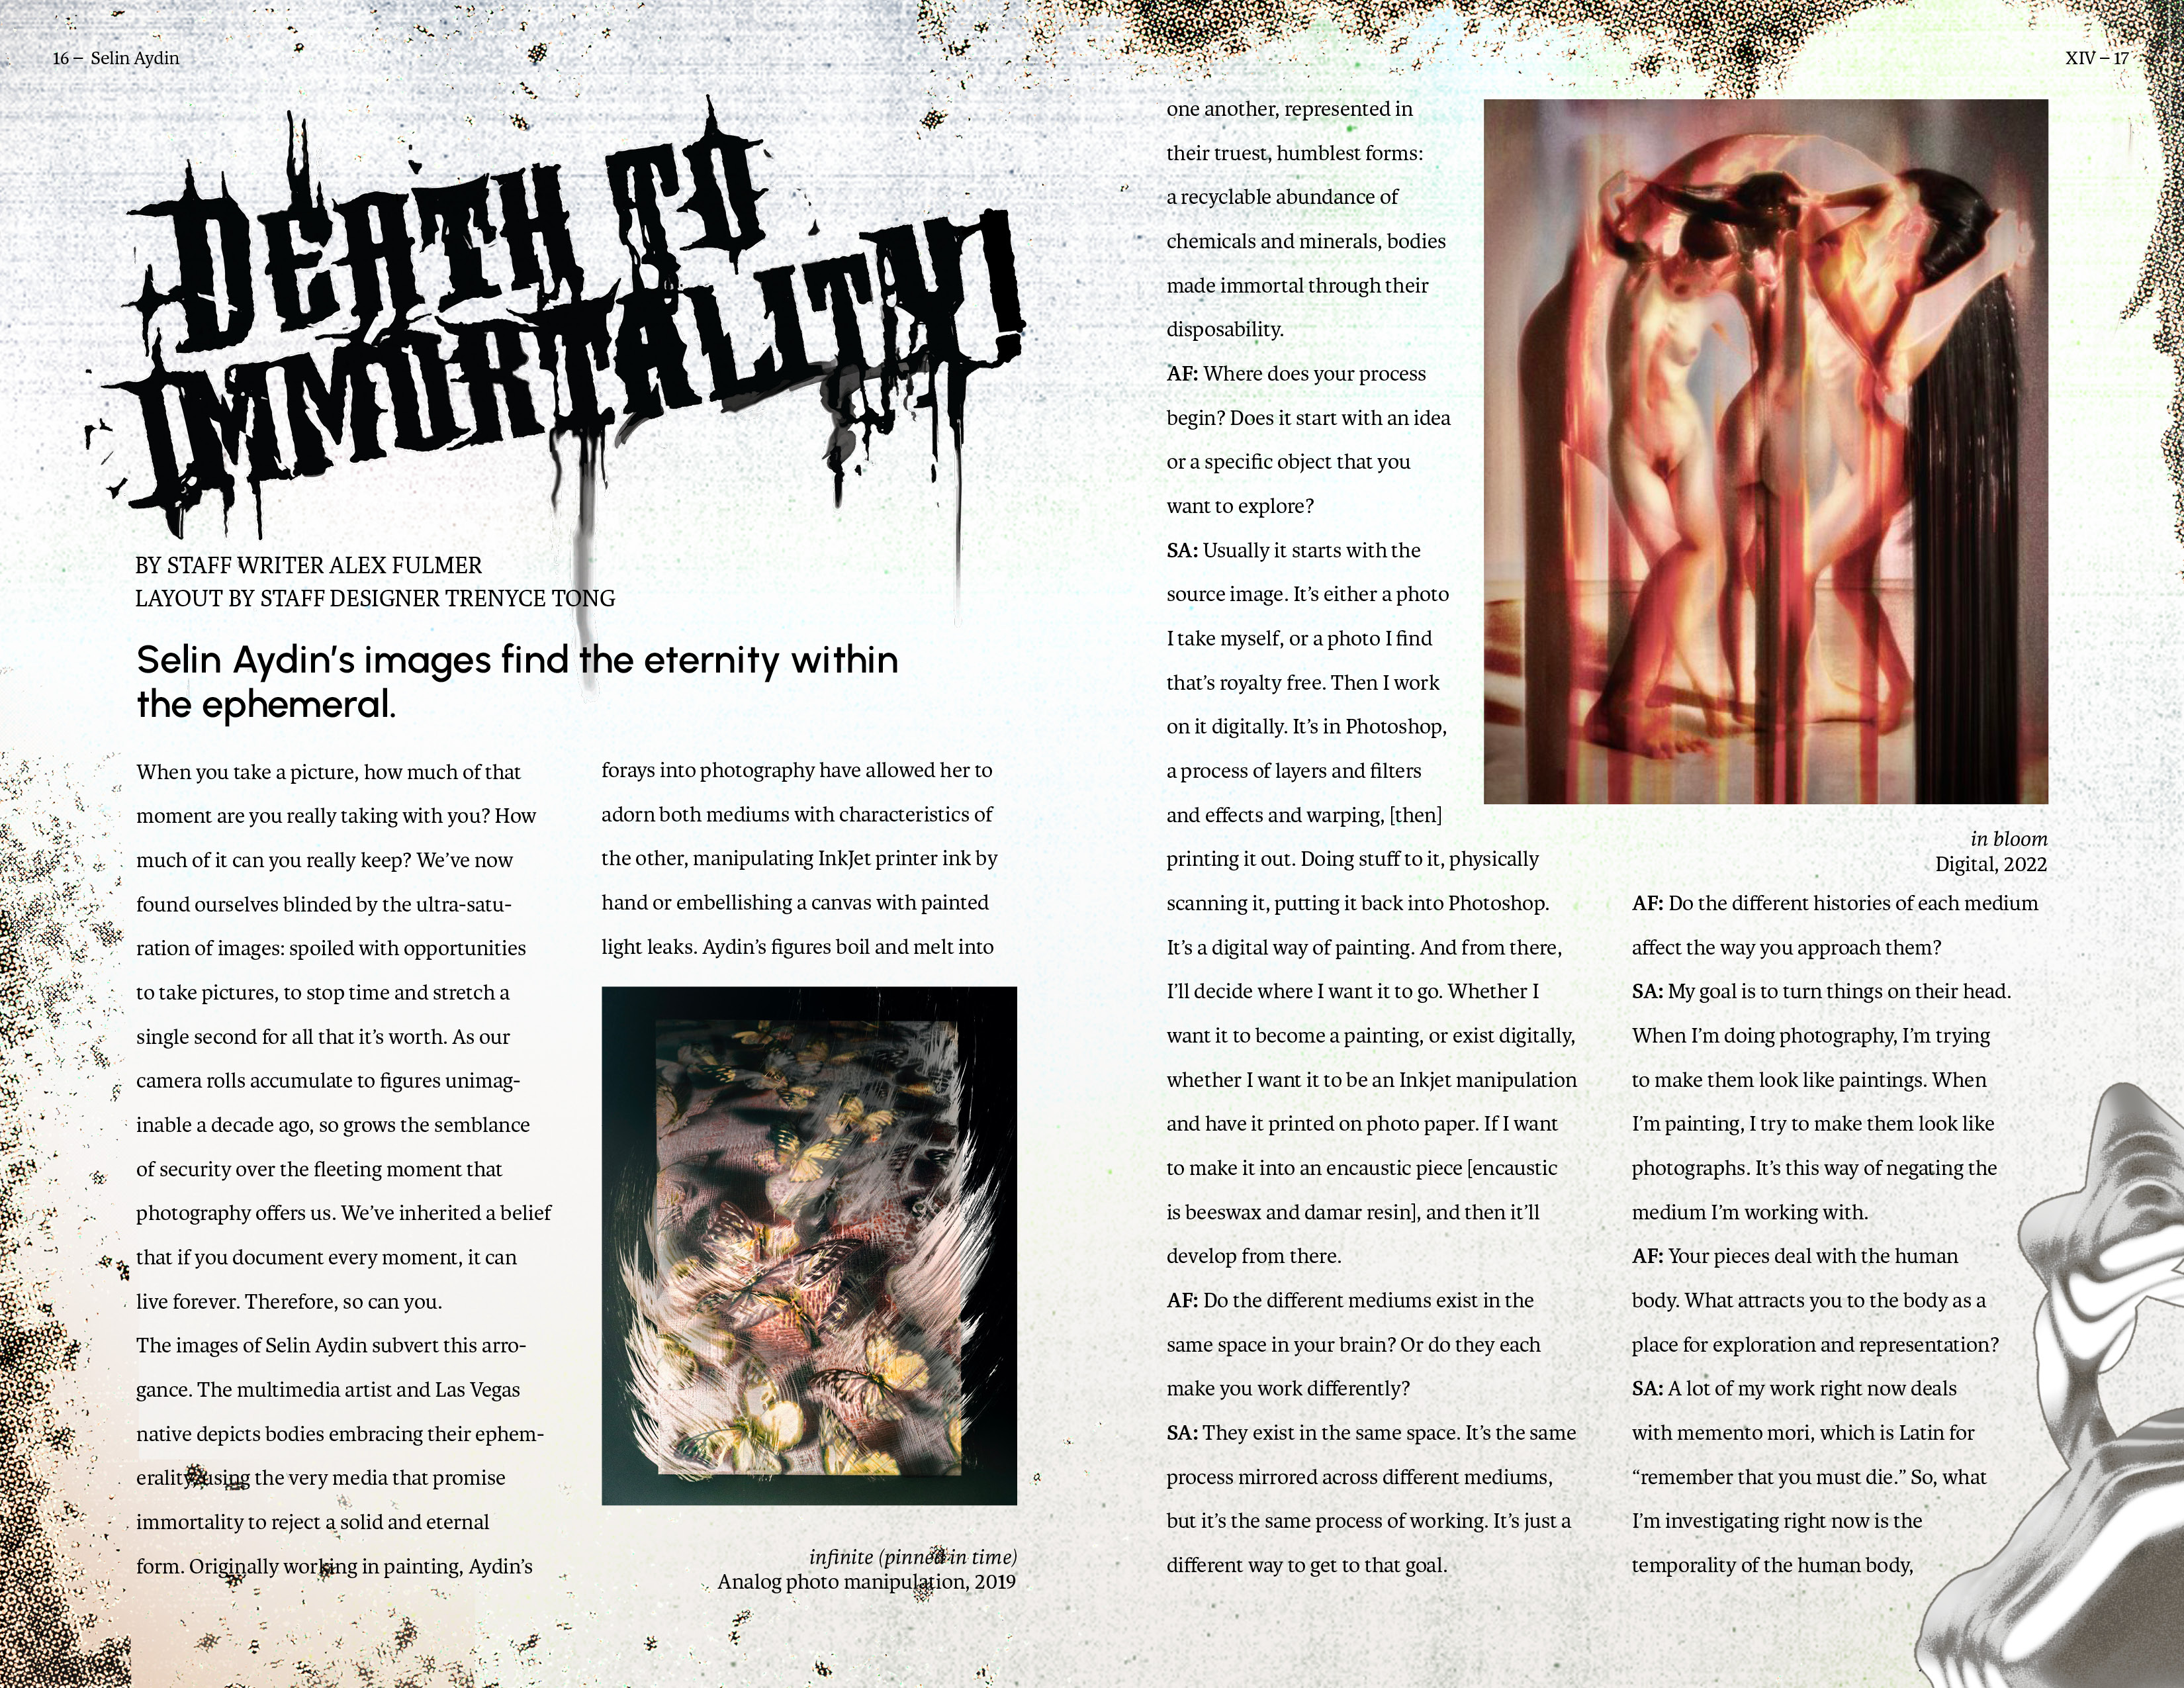 16 – Selin Aydin
DEATH TO
IMMORTALITY!
BY STAFF WRITER ALEX FULMER
LAYOUT BY STAFF DESIGNER TRENYCE TONG
Selin Aydin’s images find the eternity within
the ephemeral.
When you take a picture, how much of that
moment are you really taking with you? How
much of it can you really keep? We’ve now
found ourselves blinded by the ultra-satu-
ration of images: spoiled with opportunities
to take pictures, to stop time and stretch a
single second for all that it’s worth. As our
camera rolls accumulate to figures unimag-
inable a decade ago, so grows the semblance
of security over the fleeting moment that
photography offers us. We’ve inherited a belief
that if you document every moment, it can
live forever. Therefore, so can you.
The images of Selin Aydin subvert this arro-
gance. The multimedia artist and Las Vegas
native depicts bodies embracing their ephem-
erality, using the very media that promise
immortality to reject a solid and eternal
form. Originally working in painting, Aydin’s
forays into photography have allowed her to
adorn both mediums with characteristics of
the other, manipulating InkJet printer ink by
hand or embellishing a canvas with painted
light leaks. Aydin’s figures boil and melt into
infinite (pinned in time)
Analog photo manipulation, 2019
XIV – 17
one another, represented in
their truest, humblest forms:
a recyclable abundance of
chemicals and minerals, bodies
made immortal through their
disposability.
AF: Where does your process
begin? Does it start with an idea
or a specific object that you
want to explore?
SA: Usually it starts with the
source image. It’s either a photo
I take myself, or a photo I find
that’s royalty free. Then I work
on it digitally. It’s in Photoshop,
a process of layers and filters
and effects and warping, [then]
printing it out. Doing stuff to it, physically
scanning it, putting it back into Photoshop.
It’s a digital way of painting. And from there,
I’ll decide where I want it to go. Whether I
want it to become a painting, or exist digitally,
whether I want it to be an Inkjet manipulation
and have it printed on photo paper. If I want
to make it into an encaustic piece [encaustic
is beeswax and damar resin], and then it’ll
develop from there.
AF: Do the different mediums exist in the
same space in your brain? Or do they each
make you work differently?
SA: They exist in the same space. It’s the same
process mirrored across different mediums,
but it’s the same process of working. It’s just a
different way to get to that goal.
in bloom
Digital, 2022
AF: Do the different histories of each medium
affect the way you approach them?
SA: My goal is to turn things on their head.
When I’m doing photography, I’m trying
to make them look like paintings. When
I’m painting, I try to make them look like
photographs. It’s this way of negating the
medium I’m working with.
AF: Your pieces deal with the human
body. What attracts you to the body as a
place for exploration and representation?
SA: A lot of my work right now deals
with memento mori, which is Latin for
“remember that you must die.” So, what
I’m investigating right now is the
temporality of the human body,